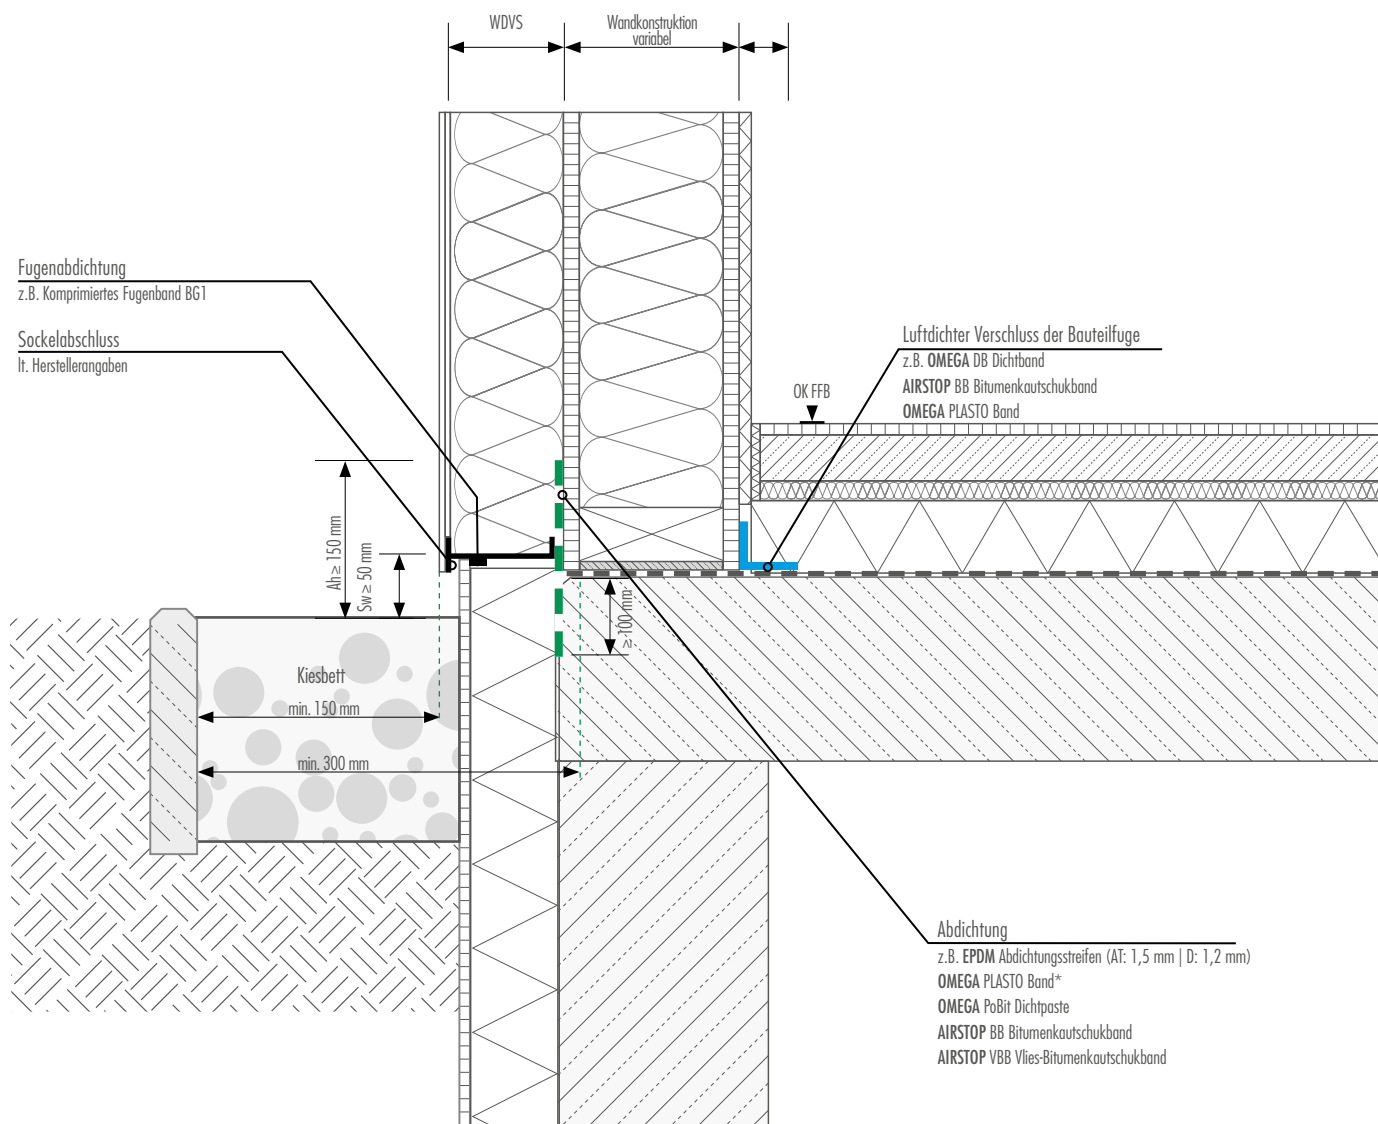 WDVS
Wandkonstruktion
variabel
Fugenabdichtung
z.B. Komprimiertes Fugenband BG1
Sockelabschluss
lt. Herstellerangaben
Luftdichter Verschluss der Bauteilfuge
z.B. OMEGA DB Dichtband
AIRSTOP BB Bitumenkautschukband
OMEGA PLASTO Band
OK FFB
Ah ≥ 150 mm
Sw ≥ 50 mm
≥ 100 mm
Kiesbett
min. 150 mm
min. 300 mm
Abdichtung
z.B. EPDM Abdichtungsstreifen (AT: 1,5 mm | D: 1,2 mm)
OMEGA PLASTO Band*
OMEGA PoBit Dichtpaste
AIRSTOP BB Bitumenkautschukband
AIRSTOP VBB Vlies-Bitumenkautschukband